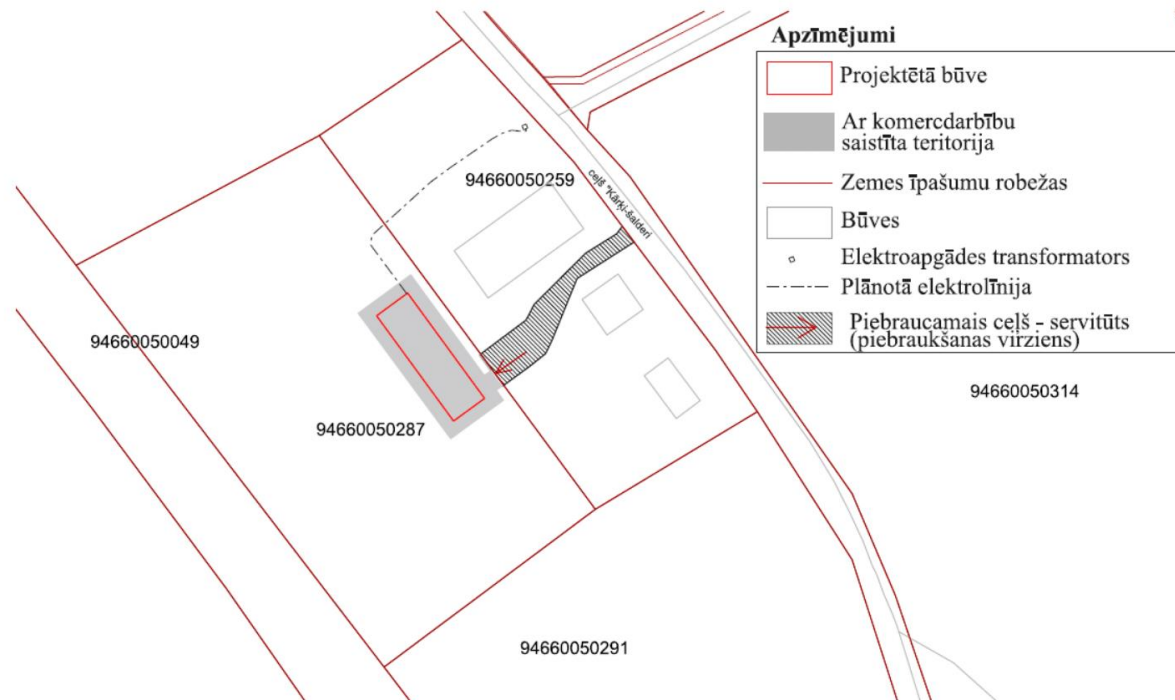 Apzīmējumi
Projektētā būve
Ar komercdarbību
saistīta teritorija
Zemes īpašumu robežas
Būves
Elektroapgādes transformators
Plānotā elektrolīnija
Piebraucamais ceļš - servitūts
(piebraukšanas virziens)
94660050259
ceļš "Kārķi-šalderi
94660050049
94660050314
94660050287
94660050291